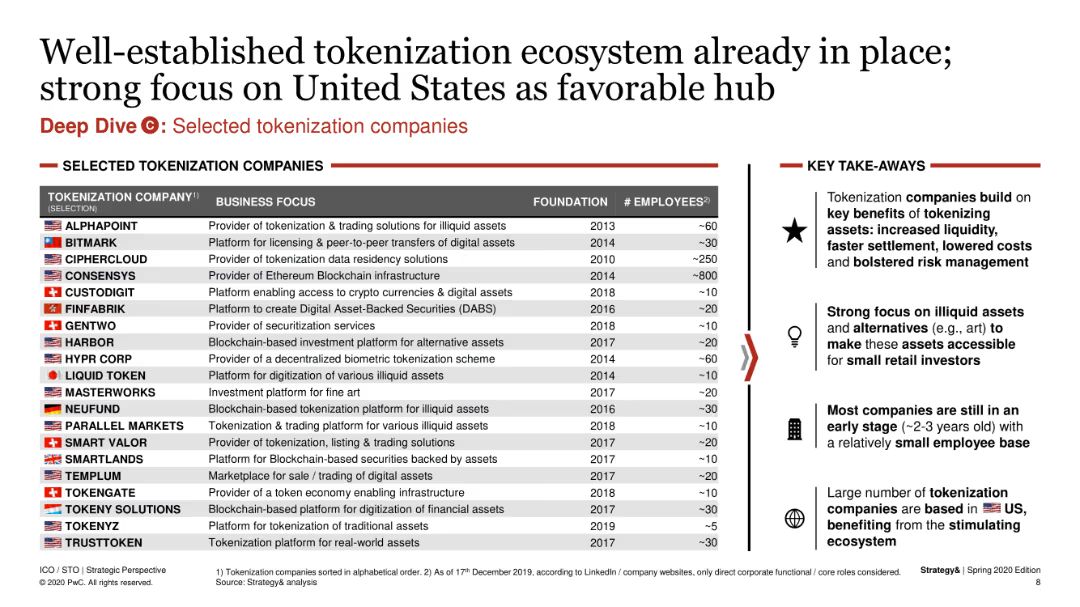 Well-established tokenization ecosystem already in place;
strong focus on United States as favorable hub
Deep Dive C: Selected tokenization companies
SELECTED TOKENIZATION COMPANIES
TOKENIZATION COMPANY1) (SELECTION) BUSINESS FOCUS FOUNDATION # EMPLOYEES2)
ALPHAPOINT Provider of tokenization & trading solutions for illiquid assets 2013 ~60
BITMARK Platform for licensing & peer-to-peer transfers of digital assets 2014 ~30
CIPHERCLOUD Provider of tokenization data residency solutions 2010 ~250
CONSENSYS Provider of Ethereum Blockchain infrastructure 2014 ~800
CUSTODIGIT Platform enabling access to crypto currencies & digital assets 2018 ~10
FINFABRIK Platform to create Digital Asset-Backed Securities (DABS) 2016 ~20
GENTWO Provider of securitization services 2018 ~10
HARBOR Blockchain-based investment platform for alternative assets 2017 ~20
HYPR CORP Provider of a decentralized biometric tokenization scheme 2014 ~60
LIQUID TOKEN Platform for digitization of various illiquid assets 2014 ~10
MASTERWORKS Investment platform for fine art 2017 ~20
NEUFUND Blockchain-based tokenization platform for illiquid assets 2016 ~30
PARALLEL MARKETS Tokenization & trading platform for various illiquid assets 2018 ~10
SMART VALOR Provider of tokenization, listing & trading solutions 2017 ~20
SMARTLANDS Platform for Blockchain-based securities backed by assets 2017 ~10
TEMPLUM Marketplace for sale / trading of digital assets 2017 ~20
TOKENGATE Provider of a token economy enabling infrastructure 2018 ~10
TOKENY SOLUTIONS Blockchain-based platform for digitization of financial assets 2017 ~30
TOKENYZ Platform for tokenization of traditional assets 2019 ~5
TRUSTTOKEN Tokenization platform for real-world assets 2017 ~30
KEY TAKE-AWAYS
Tokenization companies build on
key benefits of tokenizing
assets: increased liquidity,
faster settlement, lowered costs
and bolstered risk management
Strong focus on illiquid assets
and alternatives (e.g., art) to
make these assets accessible
for small retail investors
Most companies are still in an
early stage (~2-3 years old) with
a relatively small employee base
Large number of tokenization
companies are based in US,
benefiting from the stimulating
ecosystem
ICO / STO | Strategic Perspective
© 2020 PwC. All rights reserved.
1) Tokenization companies sorted in alphabetical order. 2) As of 17th December 2019, according to LinkedIn / company websites, only direct corporate functional / core roles considered.
Source: Strategy& analysis
Strategy& | Spring 2020 Edition
8